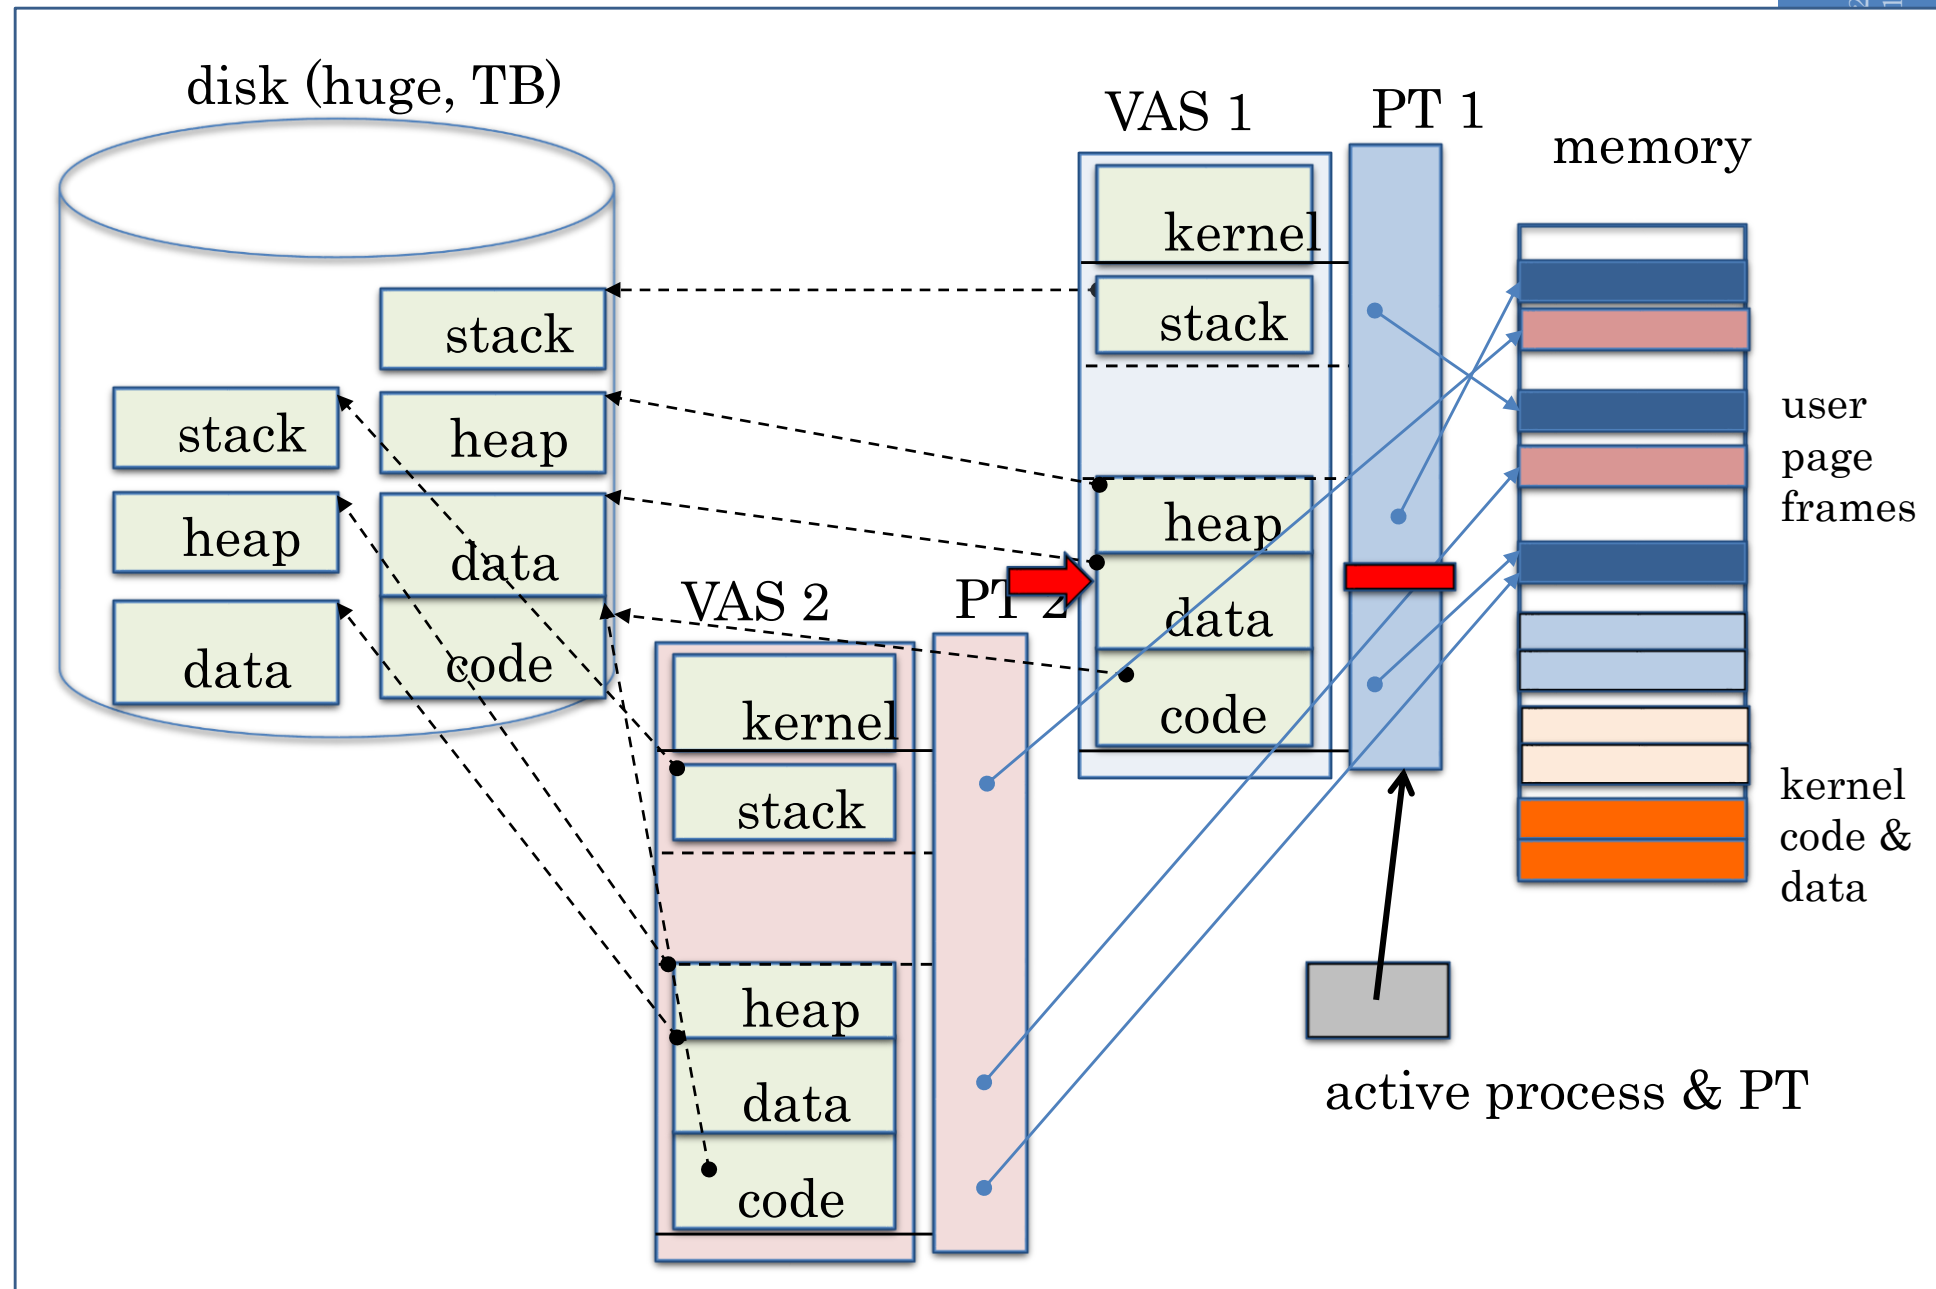 2
1
disk (huge, TB)
VAS 1
PT 1
memory
kernel
stack
heap
data
code
stack
heap
data
code
stack
heap
data
VAS 2
PT 2
kernel
stack
heap
data
code
user
page
frames
kernel
code &
data
active process & PT